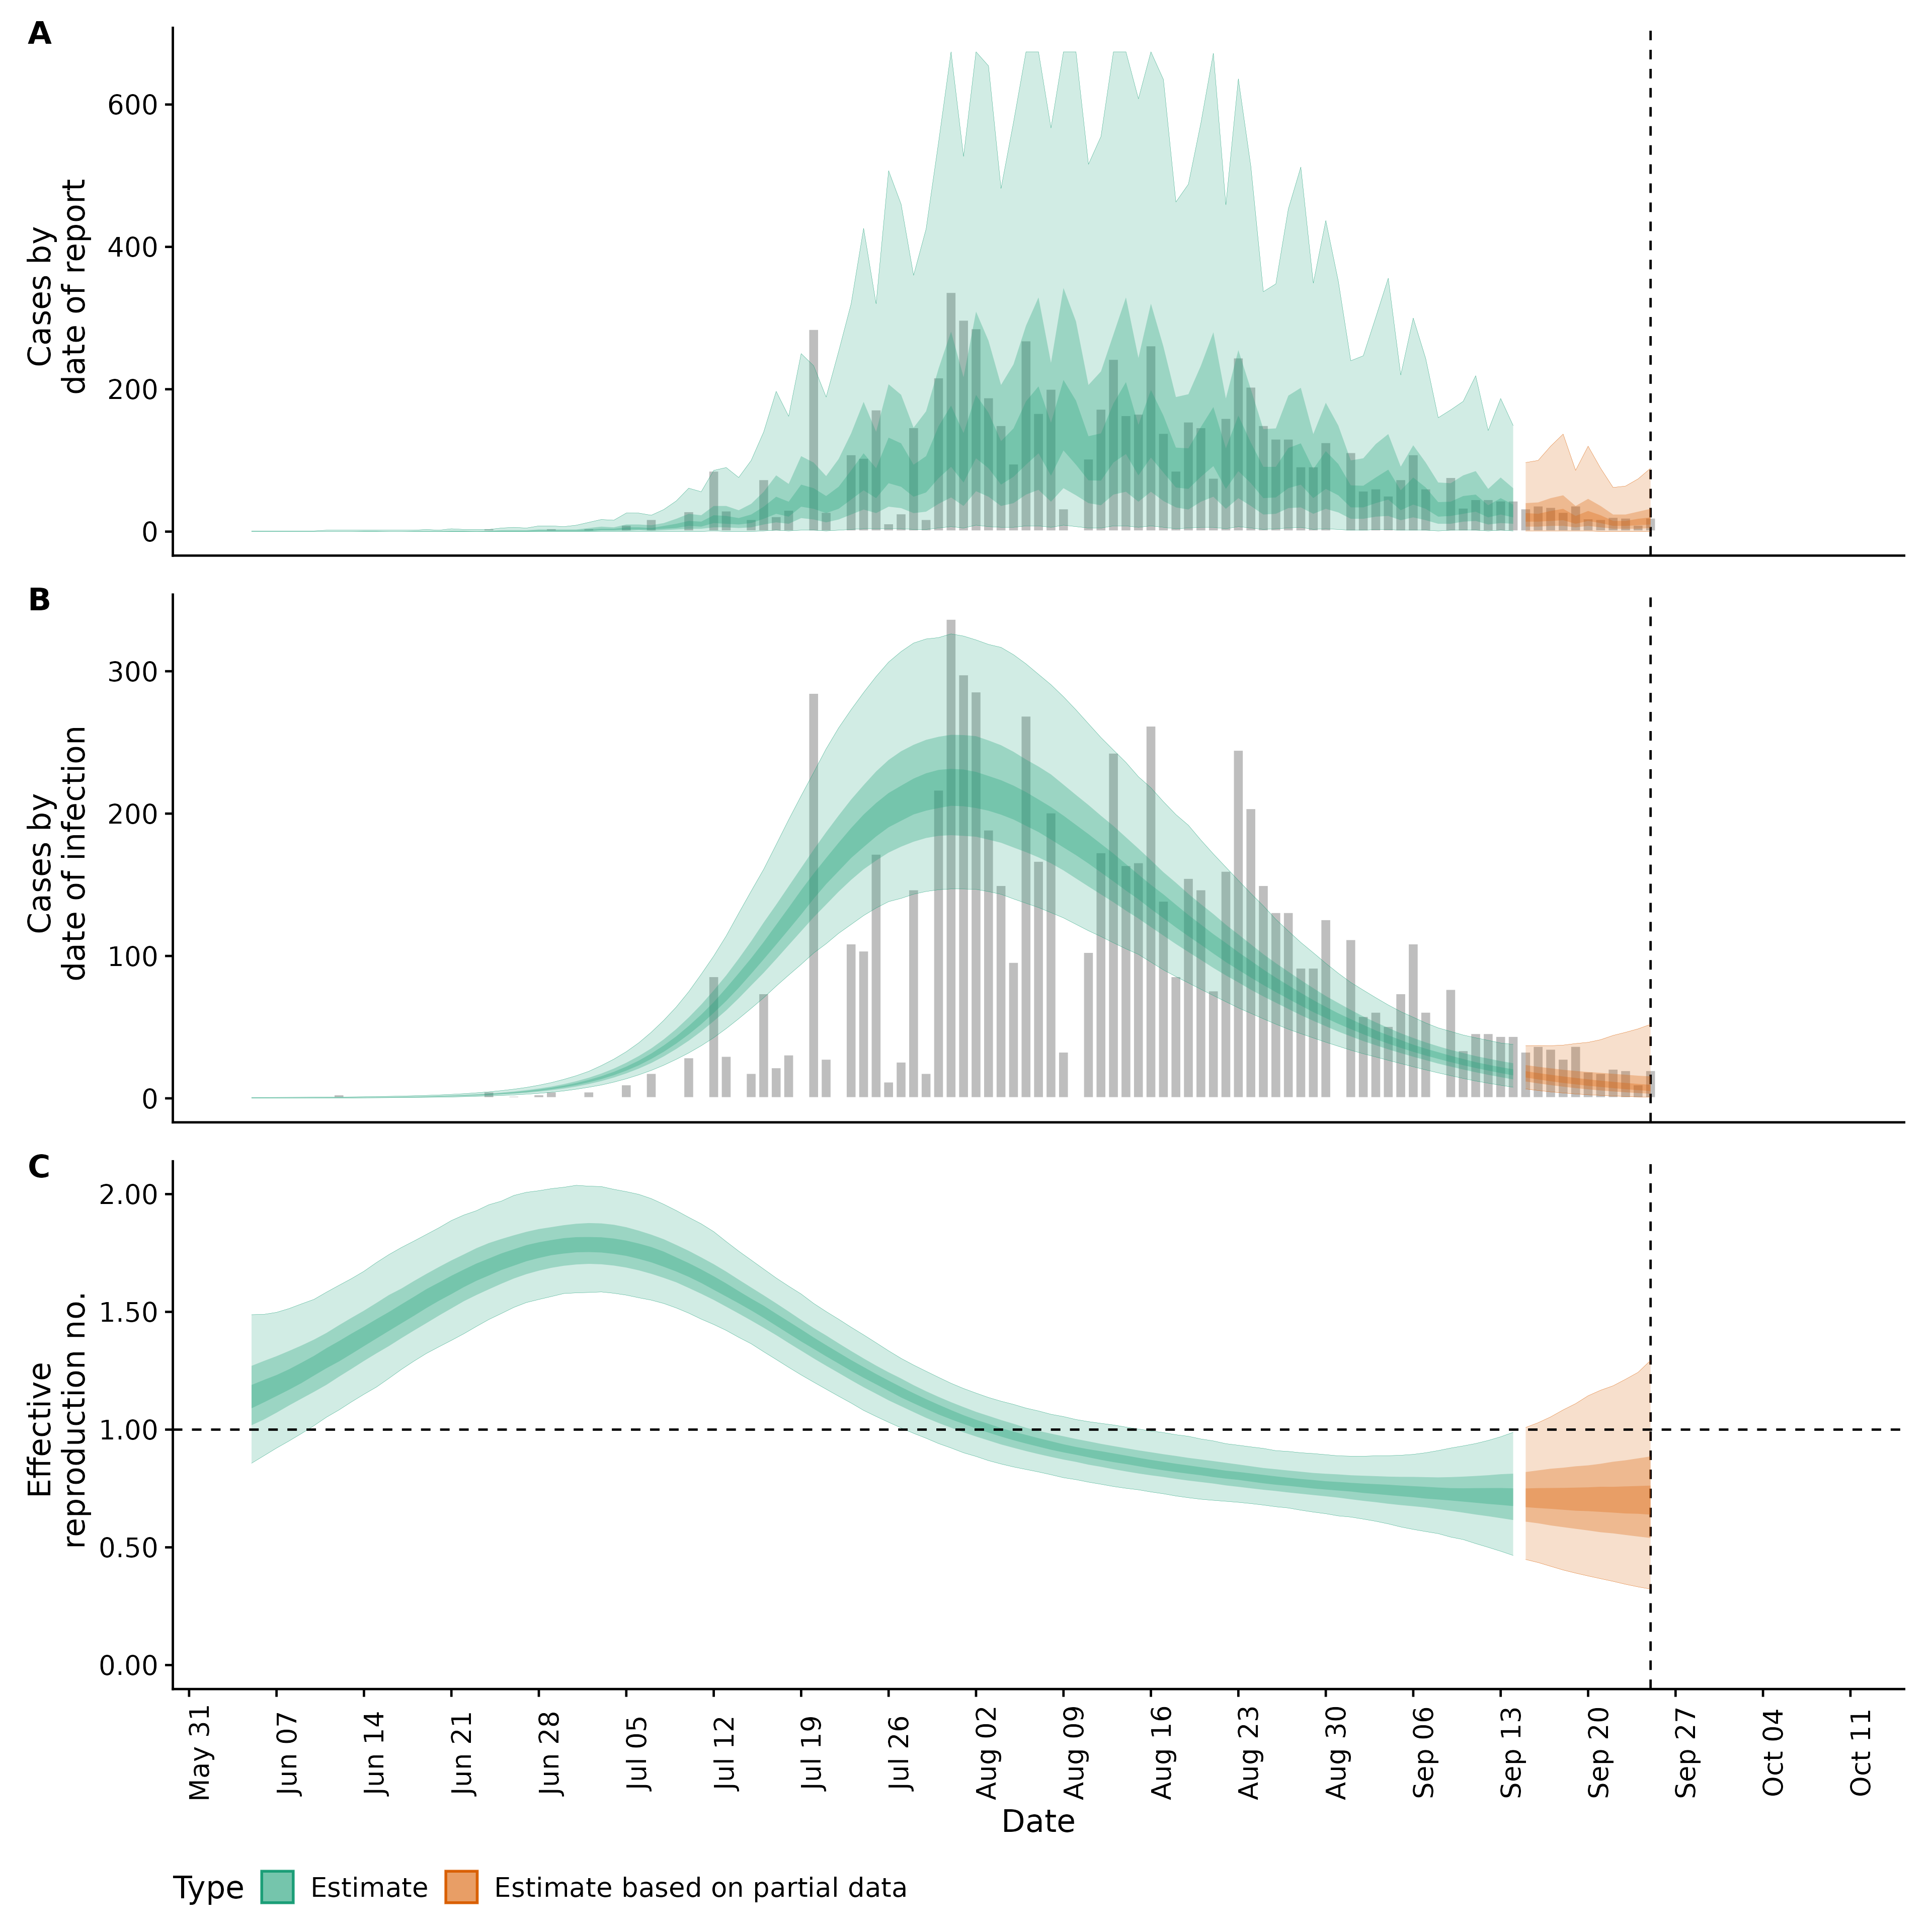 A
Cases by
date of report
600
400
200
0
B
Cases by
date of infection
300
200
100
0
C
Effective
reproduction no.
2.00
1.50
1.00
0.50
0.00
May 31
Jun 07
Jun 14
Jun 21
Jun 28
Jul 05
Jul 12
Jul 19
Jul 26
Aug 02
Aug 09
Aug 16
Aug 23
Aug 30
Sep 06
Sep 13
Sep 20
Sep 27
Oct 04
Oct 11
Date
Type
Estimate
Estimate based on partial data